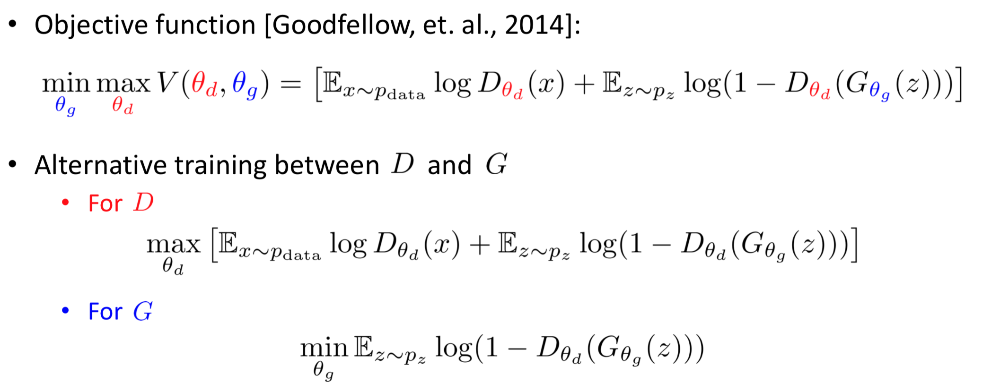 • Objective function [Goodfellow, et. al., 2014]:
$\min_{\theta_g} \max_{\theta_d} V(\theta_d, \theta_g) = \left[ \mathbb{E}_{x \sim p_{\text{data}}} \log D_{\theta_d}(x) + \mathbb{E}_{z \sim p_z} \log(1 - D_{\theta_d}(G_{\theta_g}(z))) \right]$
• Alternative training between $D$ and $G$
• For $D$
$\max_{\theta_d} \left[ \mathbb{E}_{x \sim p_{\text{data}}} \log D_{\theta_d}(x) + \mathbb{E}_{z \sim p_z} \log(1 - D_{\theta_d}(G_{\theta_g}(z))) \right]$
• For $G$
$\min_{\theta_g} \mathbb{E}_{z \sim p_z} \log(1 - D_{\theta_d}(G_{\theta_g}(z)))$